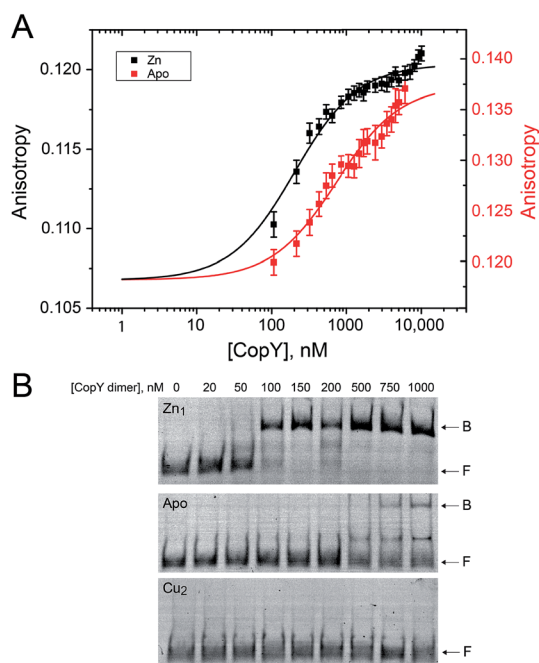 A
Zn
Apo
Anisotropy
0.120
0.115
0.110
0.105
0.140
0.135
0.130
0.125
0.120
Anisotropy
1 10 100 1000 10,000
[CopY], nM
B
[CopY dimer], nM 0 20 50 100 150 200 500 750 1000
Zn1
B
F
Apo
B
F
Cu2
F